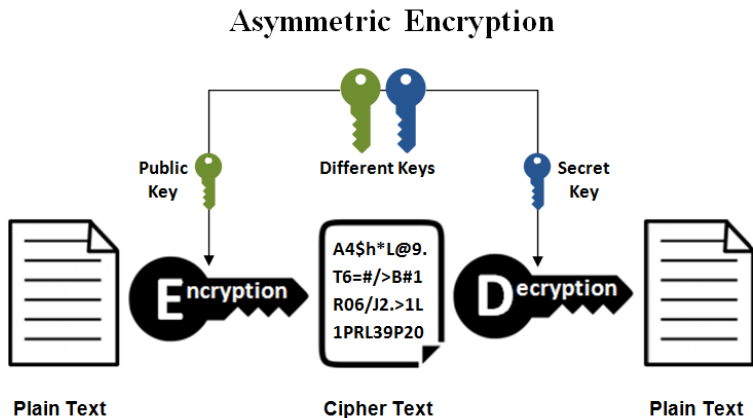 Asymmetric Encryption
Public
Key
Different Keys
Secret
Key
Encryption
A4$h*L@9.
T6=#/>B#1
R06/J2.>1L
1PRL39P20
Decryption
Plain Text
Cipher Text
Plain Text